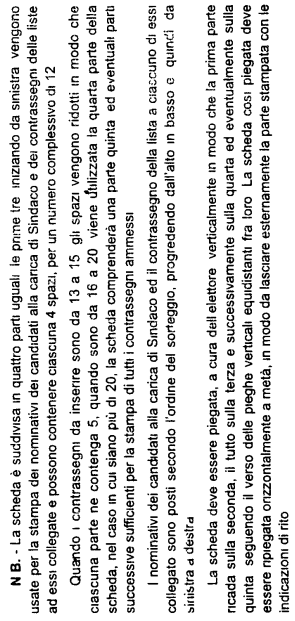 N B. - La scheda è suddivisa in quattro parti uguali le prime tre iniziando da sinistra vengono
usate per la stampa dei nominativi dei candidati alla carica di Sindaco e dei contrassegni delle liste
ad essi collegate e possono contenere ciascuna 4 spazi, per un numero complessivo di 12
Quando i contrassegni da inserire sono da 13 a 15 gli spazi vengono ridotti in modo che
ciascuna parte ne contenga 5, quando sono da 16 a 20 viene utilizzata la quarta parte della
scheda, nel caso in cui siano più di 20, la scheda comprenderà una parte quinta ed eventuali parti
successive sufficienti per la stampa di tutti i contrassegni ammessi
I nominativi dei candidati alla carica di Sindaco ed il contrassegno della lista a ciascuno di essi
collegato sono posti secondo l'ordine del sorteggio, progredendo dall'alto in basso e quindi da
sinistra a destra
La scheda deve essere piegata, a cura dell'elettore verticalmente in modo che la prima parte
ricada sulla seconda, il tutto sulla terza e successivamente sulla quarta ed eventualmente sulla
quinta seguendo il verso delle pieghe verticali equidistanti fra loro La scheda così piegata deve
essere ripiegata orizzontalmente a metà, in modo da lasciare esternamente la parte stampata con le
indicazioni di rito